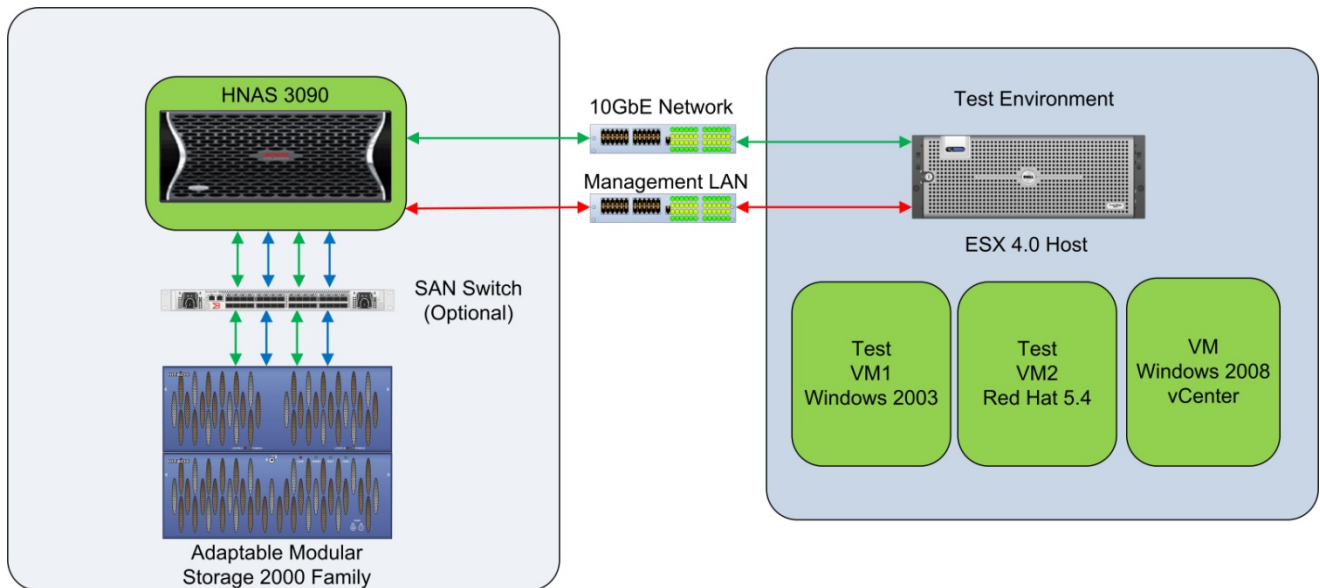 HNAS 3090
10GbE Network
Test Environment
Management LAN
ESX 4.0 Host
SAN Switch
(Optional)
Test
VM1
Windows 2003
Test
VM2
Red Hat 5.4
VM
Windows 2008
vCenter
Adaptable Modular
Storage 2000 Family